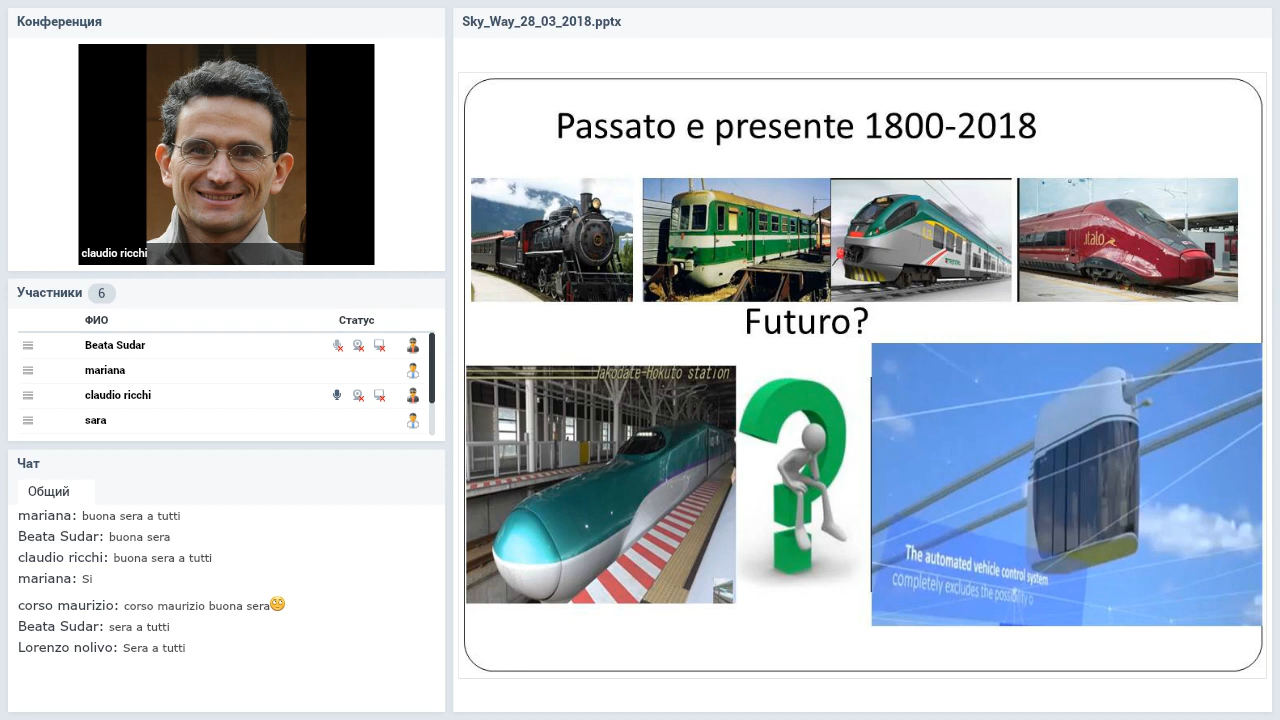 Конференция
claudio ricchi
Участники 6
ФИО Статус
Beata Sudar
mariana
claudio ricchi
sara
Чат
Общий
mariana: buona sera a tutti
Beata Sudar: buona sera
claudio ricchi: buona sera a tutti
mariana: Si
corso maurizio: corso maurizio buona sera
Beata Sudar: sera a tutti
Lorenzo nolivo: Sera a tutti
Sky_Way_28_03_2018.pptx
Passato e presente 1800-2018
.italo
Futuro?
Hokuto station
The automated vehicle control system
completely excludes the possibility o